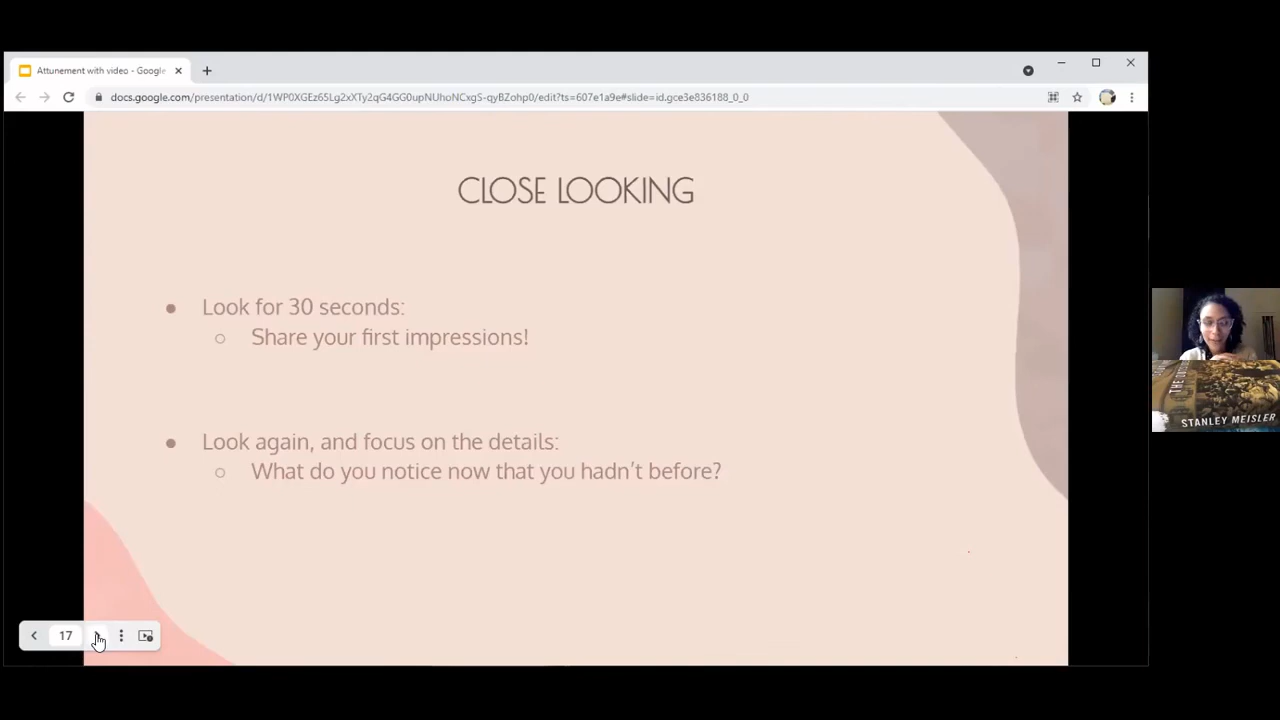 Attunement with video - Google
docs.google.com/presentation/d/1WP0XGEz65Lg2xXTy2qG4GG0upNUhoNCxgS-qyBZohp0/edit?ts=607e1a9e#slide=id.gce3e836188_0_0
CLOSE LOOKING
Look for 30 seconds:
Share your first impressions!
Look again, and focus on the details:
What do you notice now that you hadn't before?
17
STANLEY MEISLER